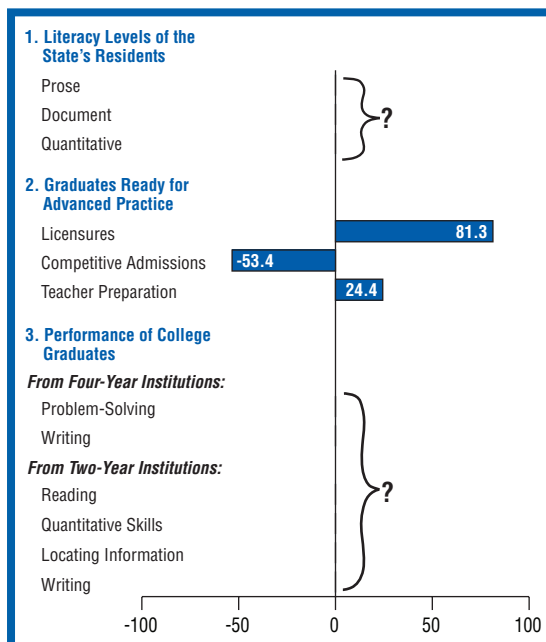 1. Literacy Levels of the
State's Residents
Prose
Document
Quantitative
?
2. Graduates Ready for
Advanced Practice
Licensures
81.3
Competitive Admissions
-53.4
Teacher Preparation
24.4
3. Performance of College
Graduates
From Four-Year Institutions:
Problem-Solving
Writing
From Two-Year Institutions:
Reading
?
Quantitative Skills
Locating Information
Writing
-100 -50 0 50 100